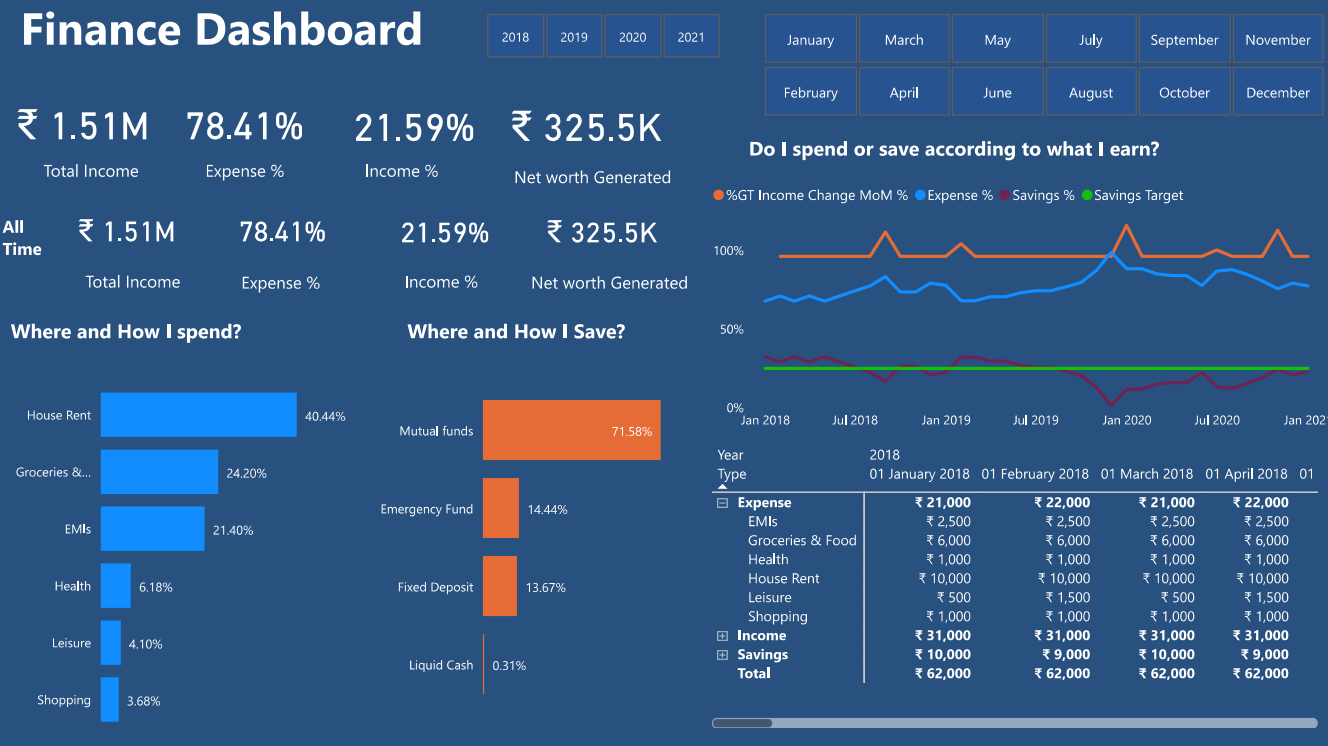 Finance Dashboard
2018 2019 2020 2021
January March May July September November
February April June August October December
₹ 1.51M 78.41% 21.59% ₹ 325.5K
Total Income Expense % Income % Net worth Generated
All Time
₹ 1.51M 78.41% 21.59% ₹ 325.5K
Total Income Expense % Income % Net worth Generated
Where and How I spend?
House Rent 40.44%
Groceries &... 24.20%
EMIs 21.40%
Health 6.18%
Leisure 4.10%
Shopping 3.68%
Where and How I Save?
Mutual funds 71.58%
Emergency Fund 14.44%
Fixed Deposit 13.67%
Liquid Cash 0.31%
Do I spend or save according to what I earn?
%GT Income Change MoM % Expense % Savings % Savings Target
100%
50%
0%
Jan 2018 Jul 2018 Jan 2019 Jul 2019 Jan 2020 Jul 2020 Jan 202
Year 2018
Type 01 January 2018 01 February 2018 01 March 2018 01 April 2018 01
Expense ₹ 21,000 ₹ 22,000 ₹ 21,000 ₹ 22,000
EMIs ₹ 2,500 ₹ 2,500 ₹ 2,500 ₹ 2,500
Groceries & Food ₹ 6,000 ₹ 6,000 ₹ 6,000 ₹ 6,000
Health ₹ 1,000 ₹ 1,000 ₹ 1,000 ₹ 1,000
House Rent ₹ 10,000 ₹ 10,000 ₹ 10,000 ₹ 10,000
Leisure ₹ 500 ₹ 1,500 ₹ 500 ₹ 1,500
Shopping ₹ 1,000 ₹ 1,000 ₹ 1,000 ₹ 1,000
Income ₹ 31,000 ₹ 31,000 ₹ 31,000 ₹ 31,000
Savings ₹ 10,000 ₹ 9,000 ₹ 10,000 ₹ 9,000
Total ₹ 62,000 ₹ 62,000 ₹ 62,000 ₹ 62,000